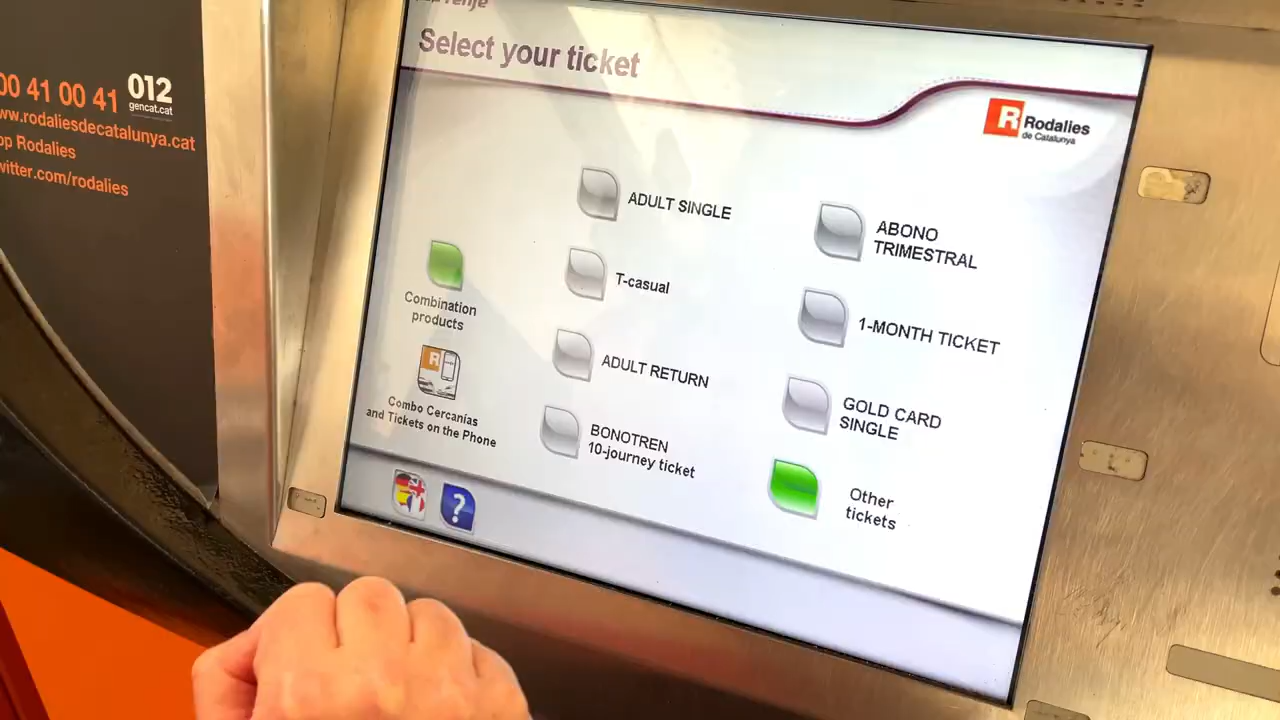 00 41 00 41
012
gencat.cat
ww.rodaliesdecatalunya.cat
pp Rodalies
witter.com/rodalies
renfe
Select your ticket
R Rodalies
de Catalunya
ADULT SINGLE
T-casual
ADULT RETURN
BONOTREN
10-journey ticket
ABONO
TRIMESTRAL
1-MONTH TICKET
GOLD CARD
SINGLE
Other
tickets
Combination
products
R
Combo Cercanías
and Tickets on the Phone
?